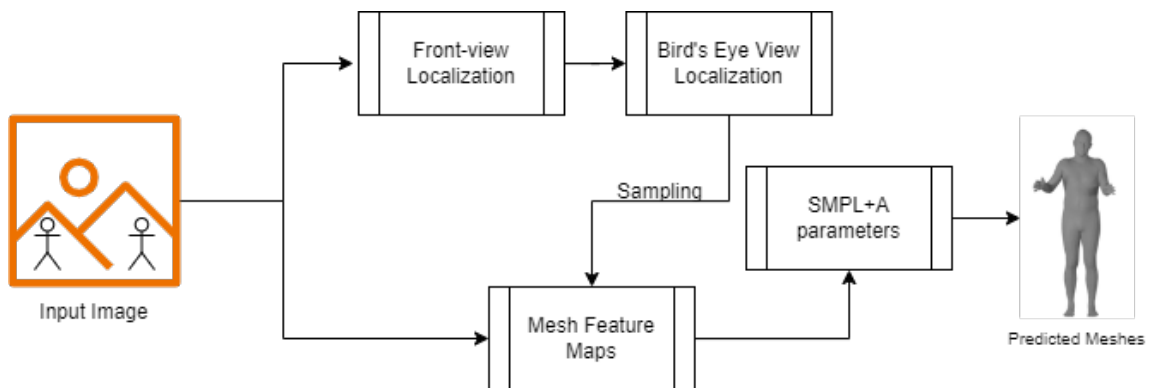 Front-view
Localization
Bird's Eye View
Localization
Sampling
SMPL+A
parameters
Input Image
Mesh Feature
Maps
Predicted Meshes